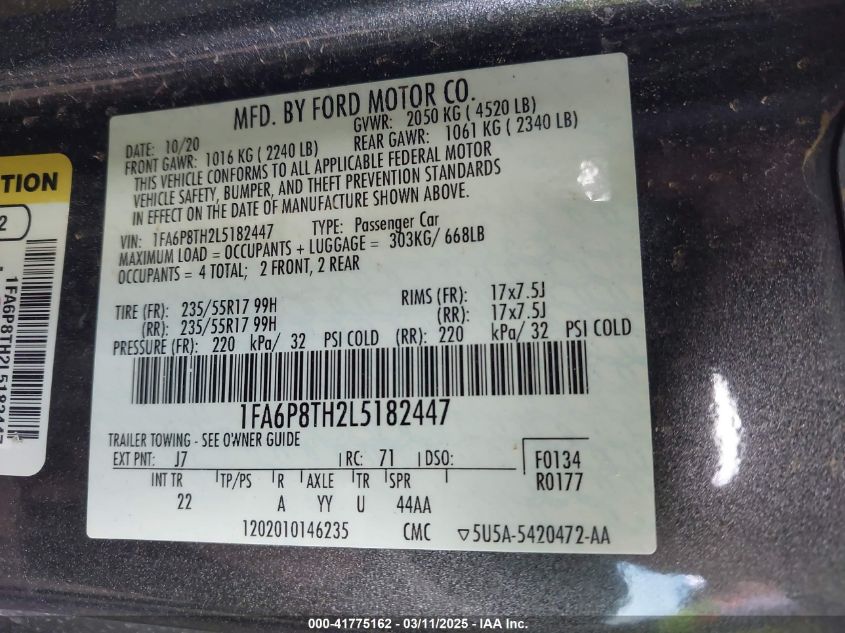 TION
2
1FA6P8TH2L5182447
MFD. BY FORD MOTOR CO.
DATE: 10/20 GVWR: 2050 KG ( 4520 LB)
FRONT GAWR: 1016 KG ( 2240 LB) REAR GAWR: 1061 KG ( 2340 LB)
THIS VEHICLE CONFORMS TO ALL APPLICABLE FEDERAL MOTOR
VEHICLE SAFETY, BUMPER, AND THEFT PREVENTION STANDARDS
IN EFFECT ON THE DATE OF MANUFACTURE SHOWN ABOVE.
VIN: 1FA6P8TH2L5182447 TYPE: Passenger Car
MAXIMUM LOAD = OCCUPANTS + LUGGAGE = 303KG/ 668LB
OCCUPANTS = 4 TOTAL; 2 FRONT, 2 REAR
TIRE (FR): 235/55R17 99H RIMS (FR): 17x7.5J
(RR): 235/55R17 99H (RR): 17x7.5J
PRESSURE (FR): 220 kPa/ 32 PSI COLD (RR): 220 kPa/ 32 PSI COLD
1FA6P8TH2L5182447
TRAILER TOWING - SEE OWNER GUIDE
EXT PNT: J7 RC: 71 DSO: F0134
INT TR TP/PS R AXLE TR SPR R0177
22 A YY U 44AA
1202010146235 CMC ▽5U5A-5420472-AA
000-41775162 - 03/11/2025 - IAA Inc.